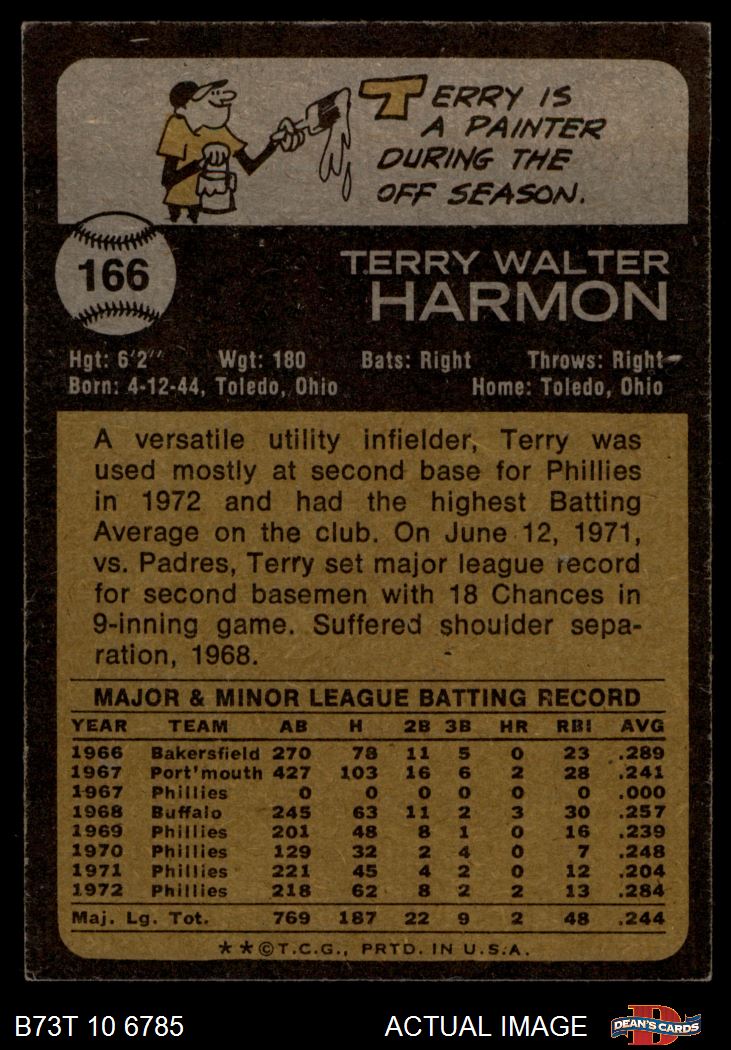 TERRY IS
A PAINTER
DURING THE
OFF SEASON.
166
TERRY WALTER
HARMON
Hgt: 6'2" Wgt: 180 Bats: Right Throws: Right
Born: 4-12-44, Toledo, Ohio Home: Toledo, Ohio
A versatile utility infielder, Terry was
used mostly at second base for Phillies
in 1972 and had the highest Batting
Average on the club. On June 12, 1971,
vs. Padres, Terry set major league record
for second basemen with 18 Chances in
9-inning game. Suffered shoulder sepa-
ration, 1968.
MAJOR & MINOR LEAGUE BATTING RECORD
YEAR TEAM AB H 2B 3B HR RBI AVG
1966 Bakersfield 270 78 11 5 0 23 .289
1967 Port'mouth 427 103 16 6 2 28 .241
1967 Phillies 0 0 0 0 0 0 .000
1968 Buffalo 245 63 11 2 3 30 .257
1969 Phillies 201 48 8 1 0 16 .239
1970 Phillies 129 32 2 4 0 7 .248
1971 Phillies 221 45 4 2 0 12 .204
1972 Phillies 218 62 8 2 2 13 .284
Maj. Lg. Tot. 769 187 22 9 2 48 .244
**©T.C.G., PRTD. IN U.S.A.
B73T 10 6785 ACTUAL IMAGE DEAN'S CARDS